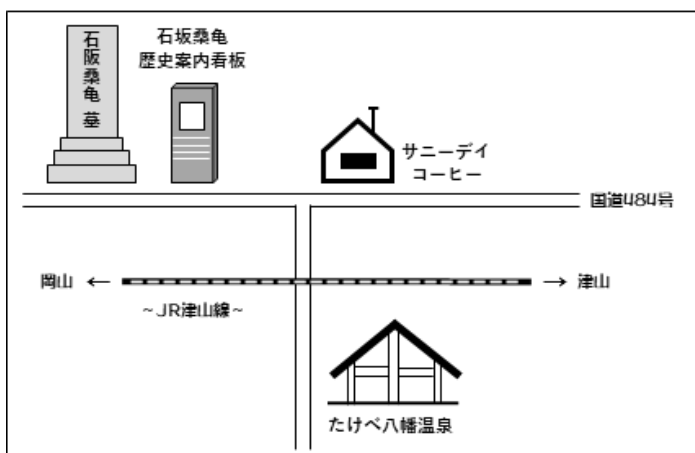 石阪桑亀 墓
石坂桑亀
歴史案内看板
サニーデイ
コーヒー
国道484号
岡山 ←
→ 津山
～JR津山線～
たけべ八幡温泉